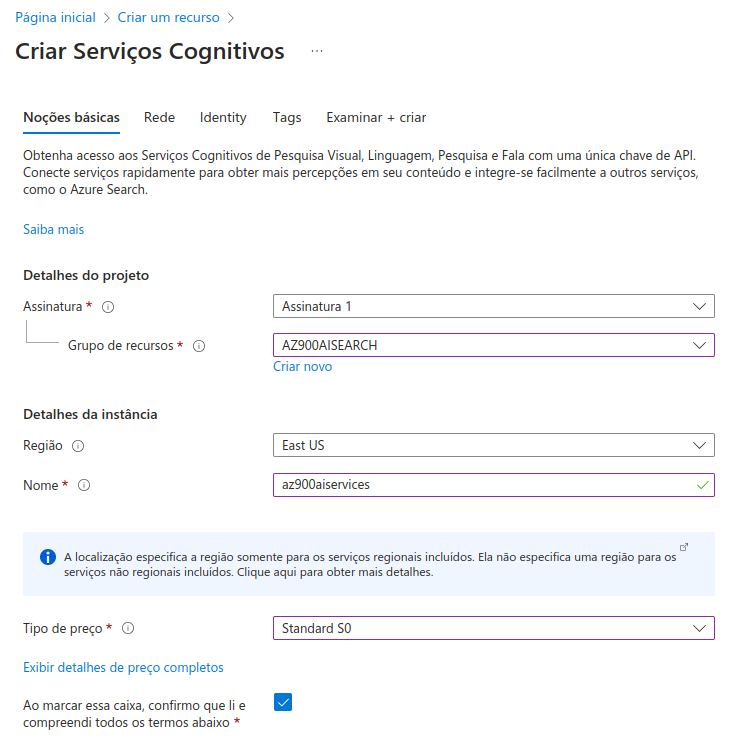 Página inicial > Criar um recurso >
Criar Serviços Cognitivos ...
Noções básicas Rede Identity Tags Examinar + criar
Obtenha acesso aos Serviços Cognitivos de Pesquisa Visual, Linguagem, Pesquisa e Fala com uma única chave de API.
Conecte serviços rapidamente para obter mais percepções em seu conteúdo e integre-se facilmente a outros serviços,
como o Azure Search.
Saiba mais
Detalhes do projeto
Assinatura * Assinatura 1
Grupo de recursos * AZ900AISEARCH
Criar novo
Detalhes da instância
Região East US
Nome * az900aiservices
A localização especifica a região somente para os serviços regionais incluídos. Ela não especifica uma região para os
serviços não regionais incluídos. Clique aqui para obter mais detalhes.
Tipo de preço * Standard S0
Exibir detalhes de preço completos
Ao marcar essa caixa, confirmo que li e
compreendi todos os termos abaixo *